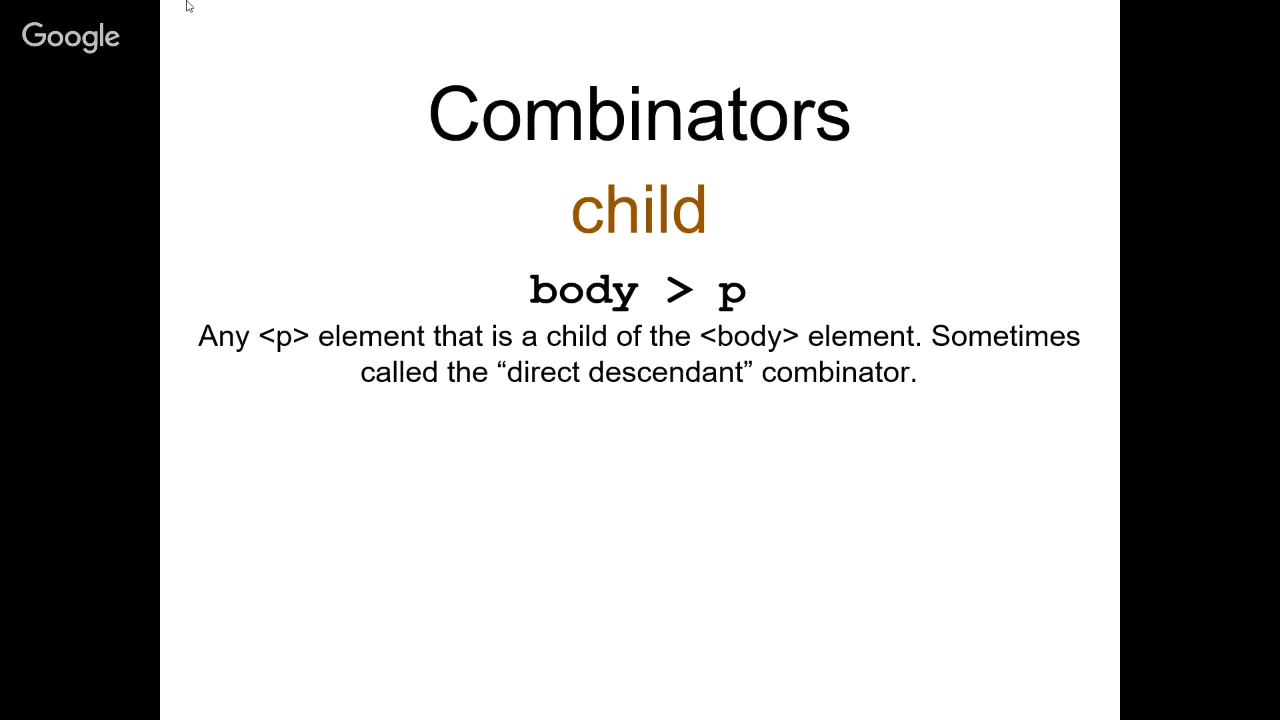 Google
Combinators
child
body > p
Any <p> element that is a child of the <body> element. Sometimes
called the “direct descendant” combinator.